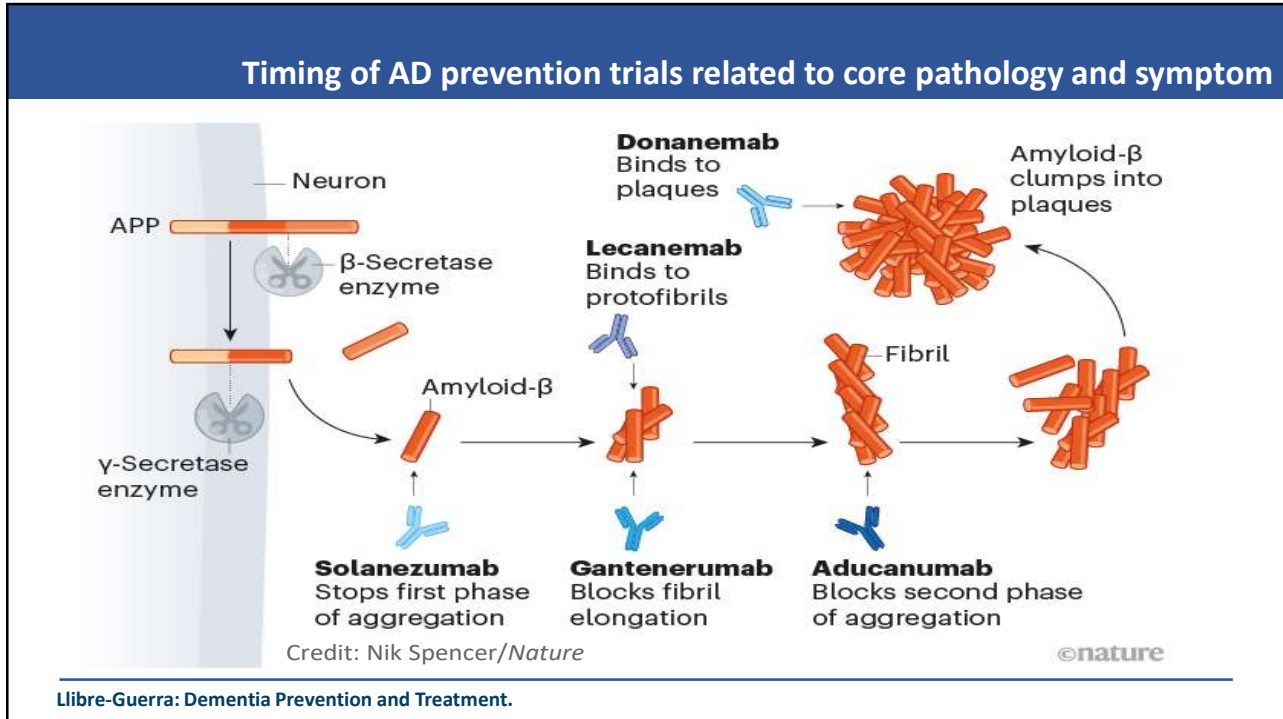 Timing of AD prevention trials related to core pathology and symptom
Neuron
APP
β-Secretase
enzyme
γ-Secretase
enzyme
Amyloid-β
Donanemab
Binds to
plaques
Amyloid-β
clumps into
plaques
Lecanemab
Binds to
protofibrils
Fibril
Solanezumab
Stops first phase
of aggregation
Gantenerumab
Blocks fibril
elongation
Aducanumab
Blocks second phase
of aggregation
Credit: Nik Spencer/Nature
©nature
Llibre-Guerra: Dementia Prevention and Treatment.